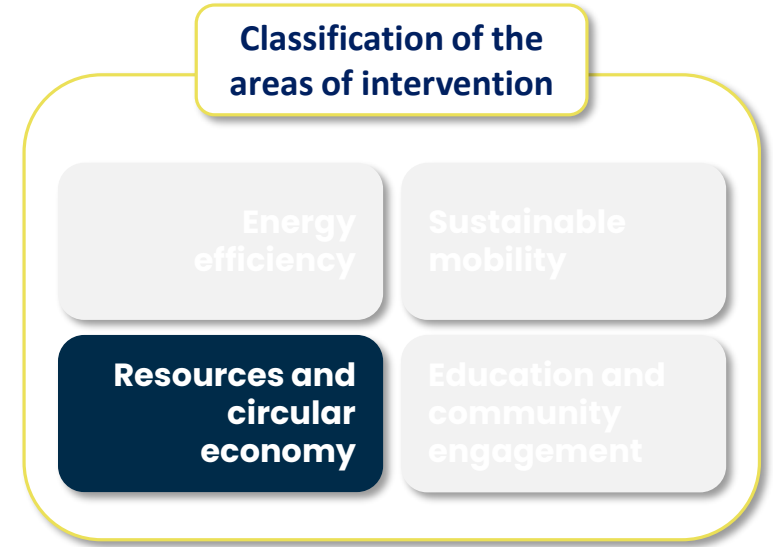 Classification of the
areas of intervention
Energy
efficiency
Sustainable
mobility
Resources and
circular
economy
Education and
community
engagement